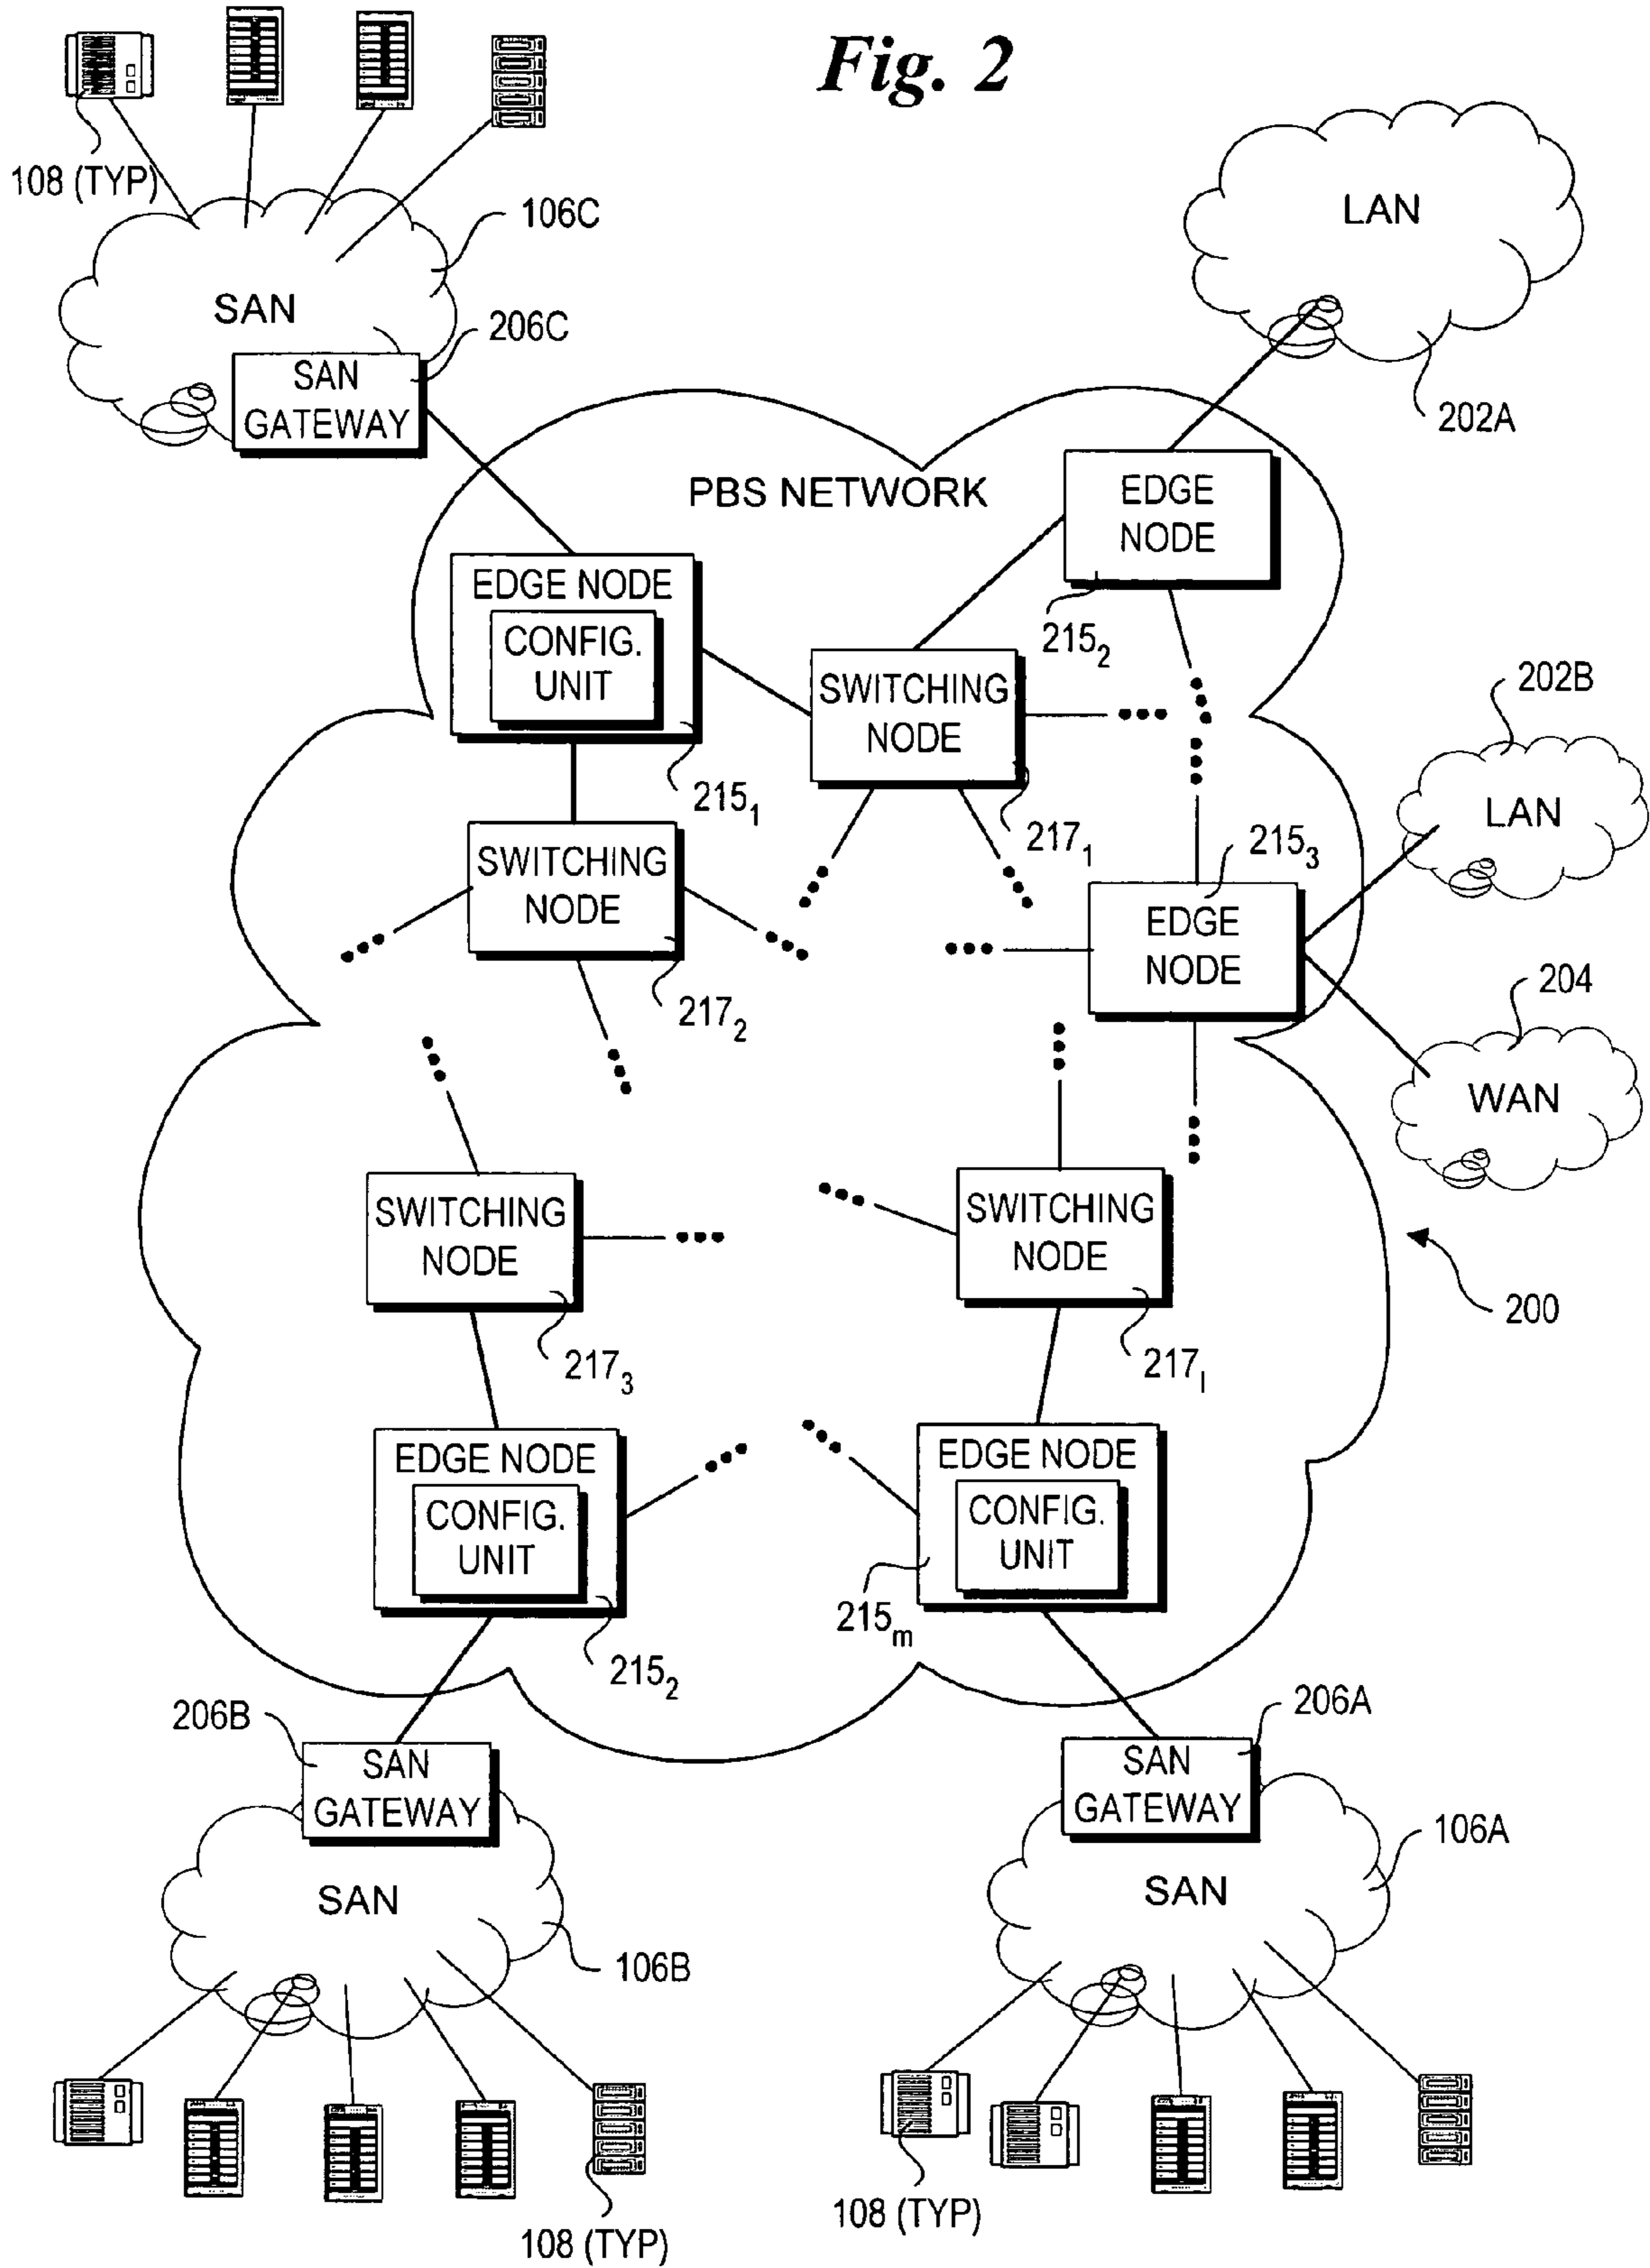 Fig. 2
108 (TYP)
106C
SAN
206C
SAN
GATEWAY
LAN
202A
PBS NETWORK
EDGE
NODE
215₂
EDGE NODE
CONFIG.
UNIT
215₁
SWITCHING
NODE
217₁
202B
LAN
SWITCHING
NODE
217₂
215₃
EDGE
NODE
204
WAN
SWITCHING
NODE
217₃
SWITCHING
NODE
217ₗ
200
EDGE NODE
CONFIG.
UNIT
215₂
EDGE NODE
CONFIG.
UNIT
215ₘ
206B
SAN
GATEWAY
SAN
106B
108 (TYP)
206A
SAN
GATEWAY
SAN
106A
108 (TYP)